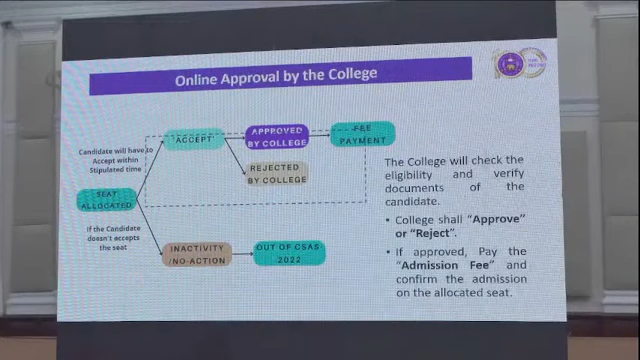 Online Approval by the College
Candidate will have to
Accept within
Stipulated time
ACCEPT
APPROVED
BY COLLEGE
FEE
PAYMENT
REJECTED
BY COLLEGE
SEAT
ALLOCATED
If the Candidate
doesn't accepts
the seat
INACTIVITY
/NO-ACTION
OUT OF CSAS
2022
The College will check the
eligibility and verify
documents of the
candidate.
• College shall "Approve"
or "Reject".
• If approved, Pay the
"Admission Fee" and
confirm the admission
on the allocated seat.